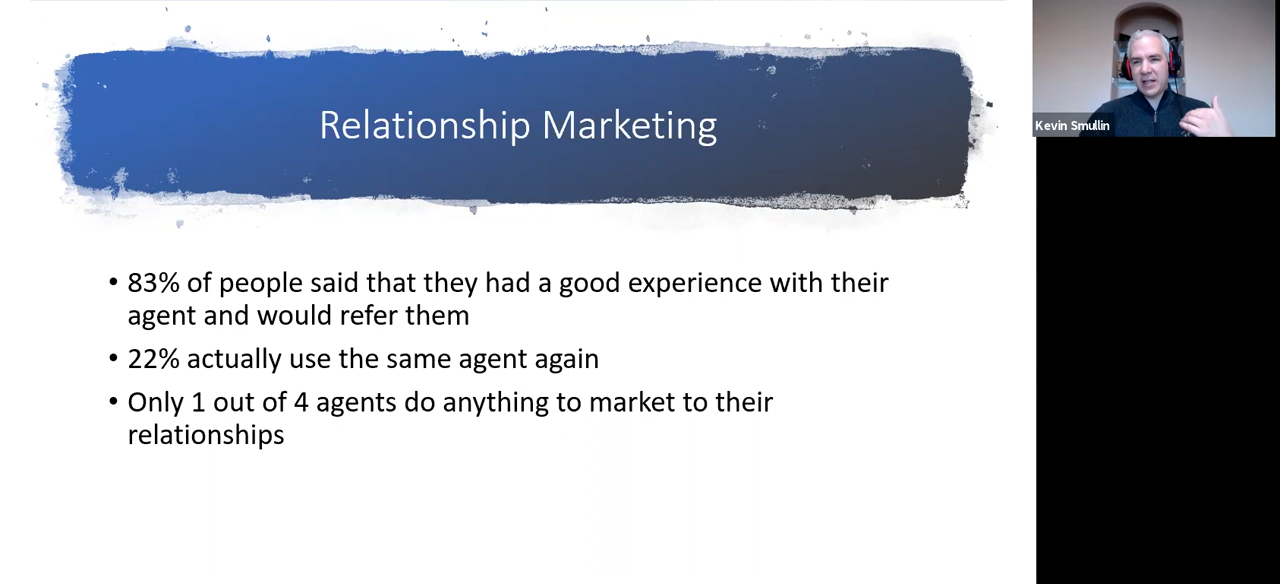 Relationship Marketing
Kevin Smullin
• 83% of people said that they had a good experience with their
agent and would refer them
• 22% actually use the same agent again
• Only 1 out of 4 agents do anything to market to their
relationships